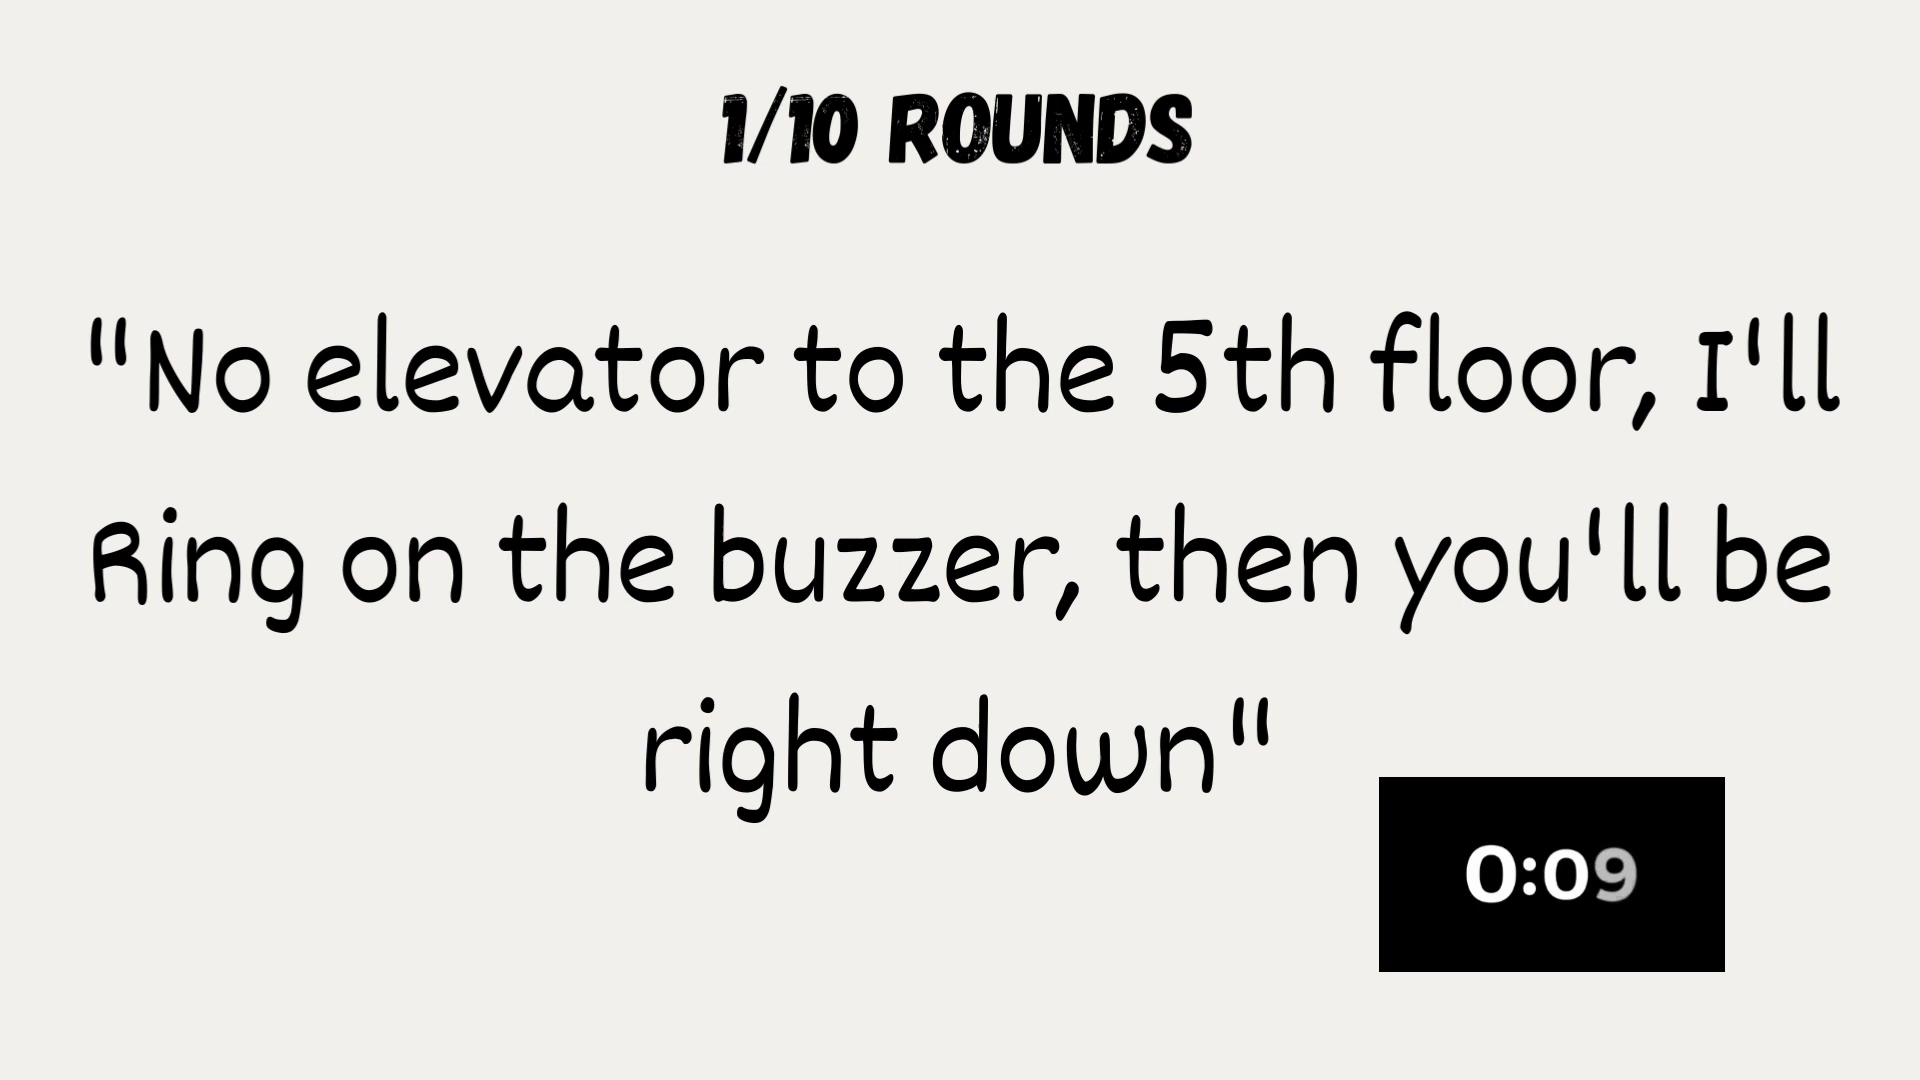 1/10 ROUNDS
"No elevator to the 5th floor, I'll
Ring on the buzzer, then you'll be
right down"
0:09